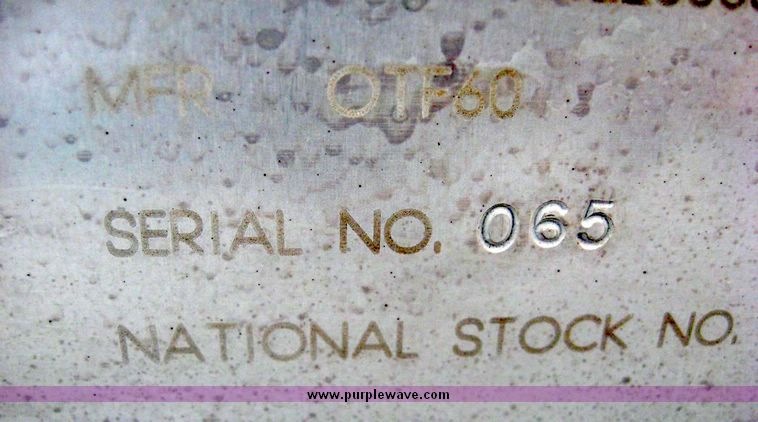 MFR OTF60
SERIAL NO. 065
NATIONAL STOCK NO.
www.purplewave.com